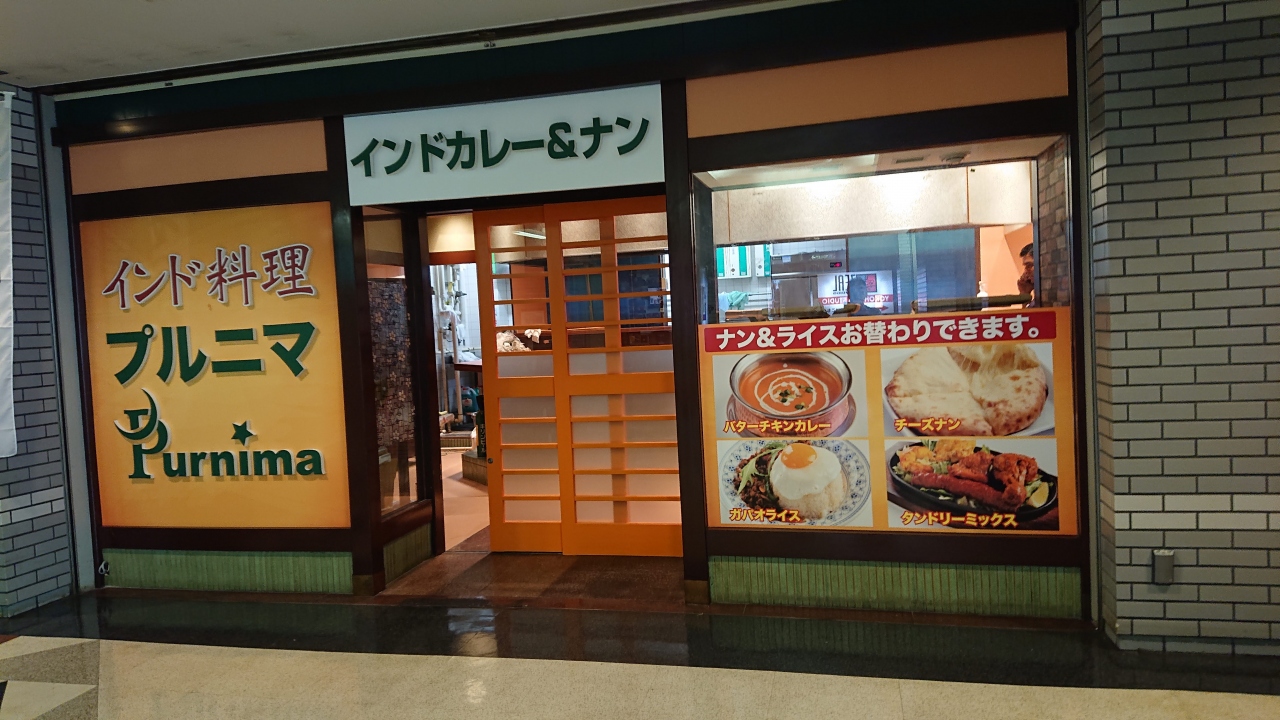 インドカレー&ナン
インド料理
プルニマ
Purnima
ナン&ライスお替わりできます。
バターチキンカレー
チーズナン
ガパオライス
タンドリーミックス